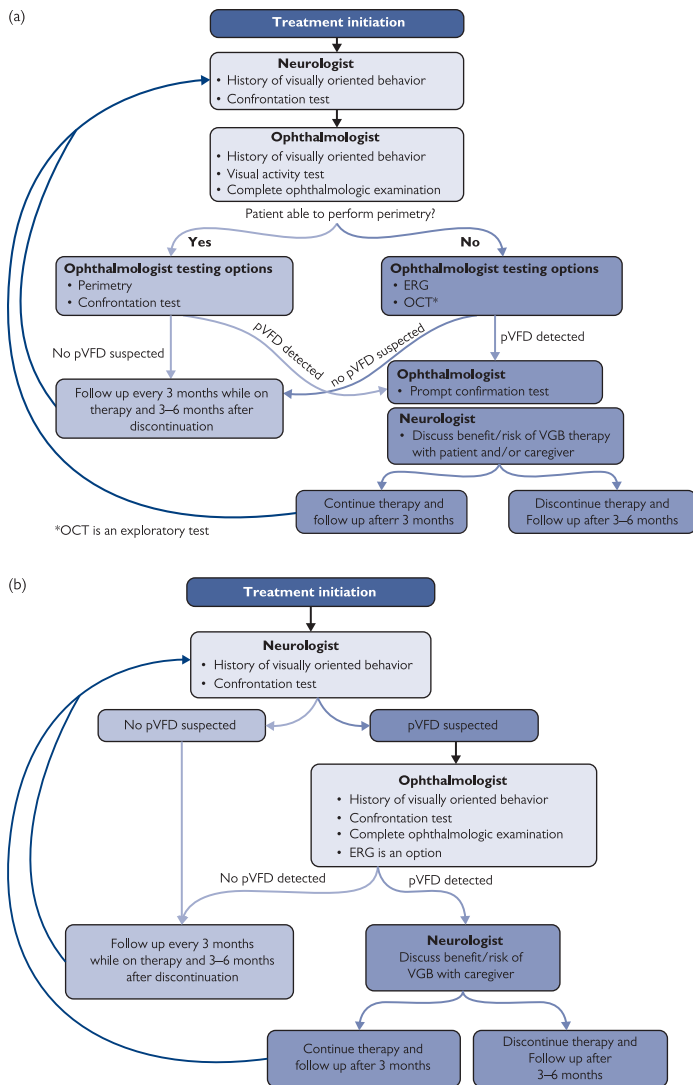 (a)
Treatment initiation
Neurologist
• History of visually oriented behavior
• Confrontation test
Ophthalmologist
• History of visually oriented behavior
• Visual activity test
• Complete ophthalmologic examination
Patient able to perform perimetry?
Yes
No
Ophthalmologist testing options
• Perimetry
• Confrontation test
Ophthalmologist testing options
• ERG
• OCT*
No pVFD suspected
pVFD detected
no pVFD suspected
pVFD detected
Follow up every 3 months while on
therapy and 3–6 months after
discontinuation
Ophthalmologist
• Prompt confirmation test
Neurologist
• Discuss benefit/risk of VGB therapy
with patient and/or caregiver
Continue therapy and
follow up afterr 3 months
Discontinue therapy and
Follow up after 3–6 months
*OCT is an exploratory test
(b)
Treatment initiation
Neurologist
• History of visually oriented behavior
• Confrontation test
No pVFD suspected
pVFD suspected
Ophthalmologist
• History of visually oriented behavior
• Confrontation test
• Complete ophthalmologic examination
• ERG is an option
No pVFD detected
pVFD detected
Follow up every 3 months
while on therapy and 3–6 months
after discontinuation
Neurologist
Discuss benefit/risk of
VGB with caregiver
Continue therapy and
follow up after 3 months
Discontinue therapy and
Follow up after
3–6 months